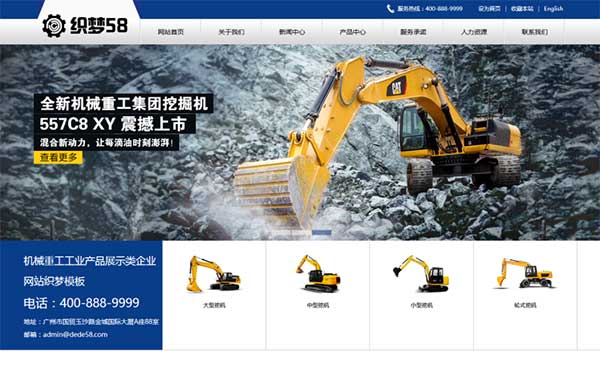 服务热线：400-888-9999 设为首页 | 收藏本站 | English
织梦58
网站首页 关于我们 新闻中心 产品中心 服务承诺 人力资源 联系我们
全新机械重工集团挖掘机
557C8 XY 震撼上市
混合新动力，让每滴油时刻澎湃！
查看更多
CAT
机械重工工业产品展示类企业
网站织梦模板
电话：400-888-9999
地址：广州市国贸玉沙路金城国际大厦A座88室
邮箱：admin@dede58.com
大型挖机 中型挖机 小型挖机 轮式挖机